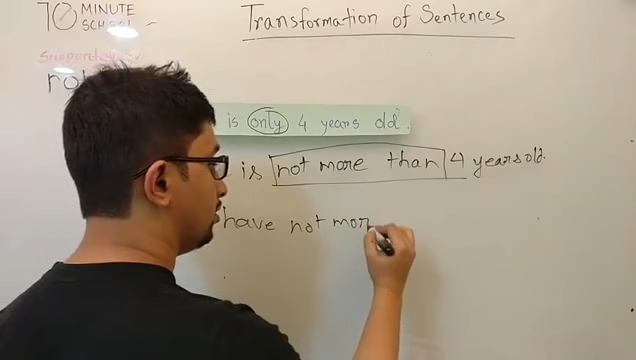 10 MINUTE
SCHOOL
Transformation of Sentences
is only 4 years old.
is not more than 4 years old.
have not mor